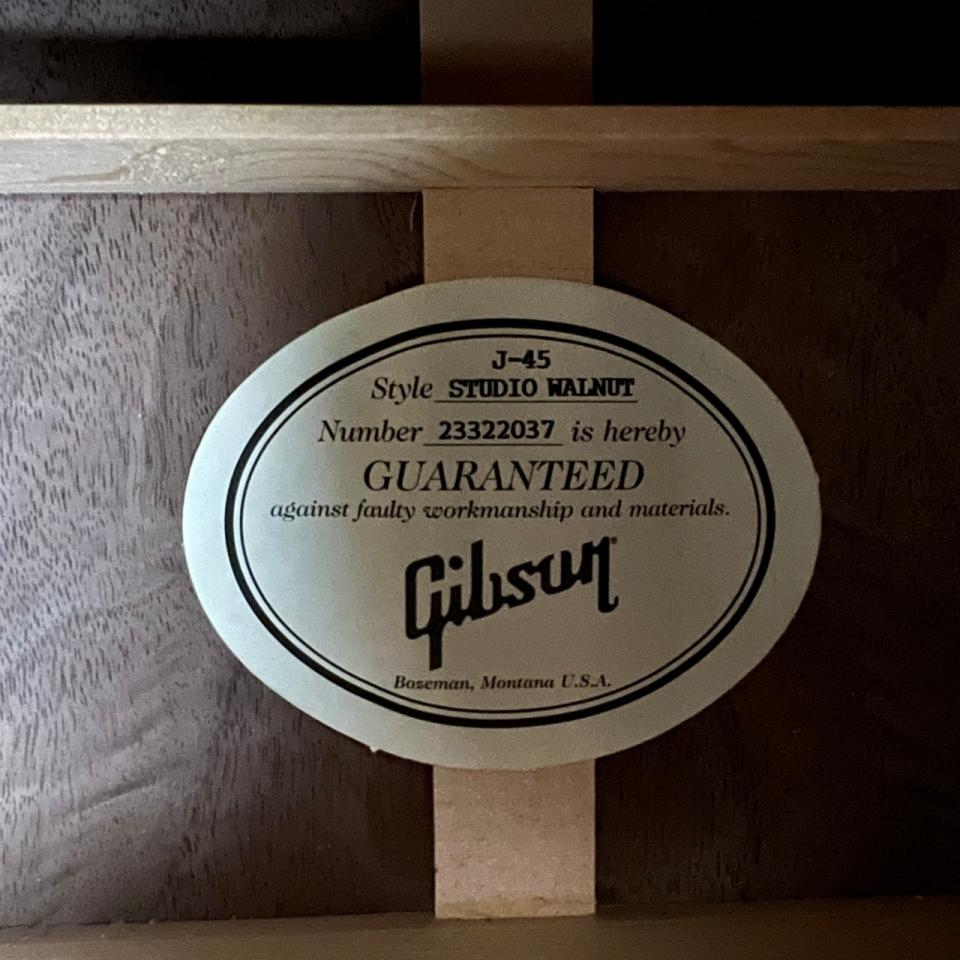 J-45
Style STUDIO WALNUT
Number 23322037 is hereby
GUARANTEED
against faulty workmanship and materials.
Gibson
Bozeman, Montana U.S.A.